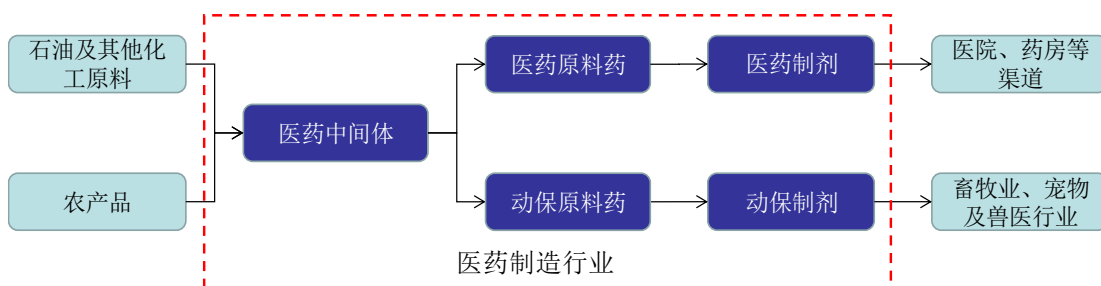 石油及其他化
工原料
医药原料药
医药制剂
医院、药房等
渠道
医药中间体
农产品
动保原料药
动保制剂
畜牧业、宠物
及兽医行业
医药制造行业